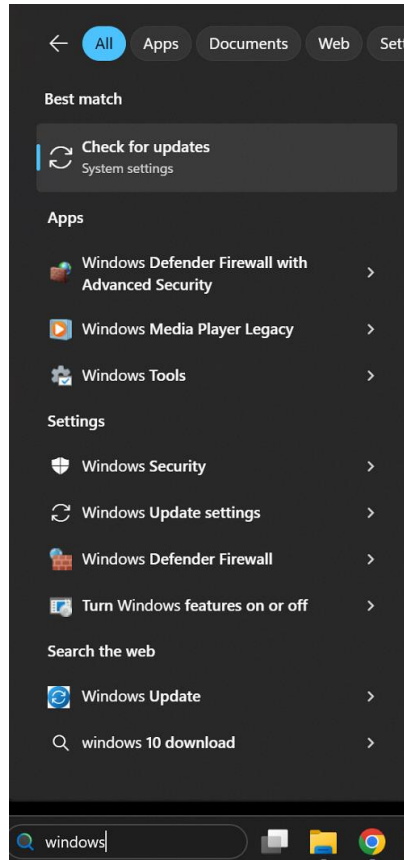 All Apps Documents Web
Best match
Check for updates
System settings
Apps
Windows Defender Firewall with
Advanced Security
Windows Media Player Legacy
Windows Tools
Settings
Windows Security
Windows Update settings
Windows Defender Firewall
Turn Windows features on or off
Search the web
Windows Update
windows 10 download
windows